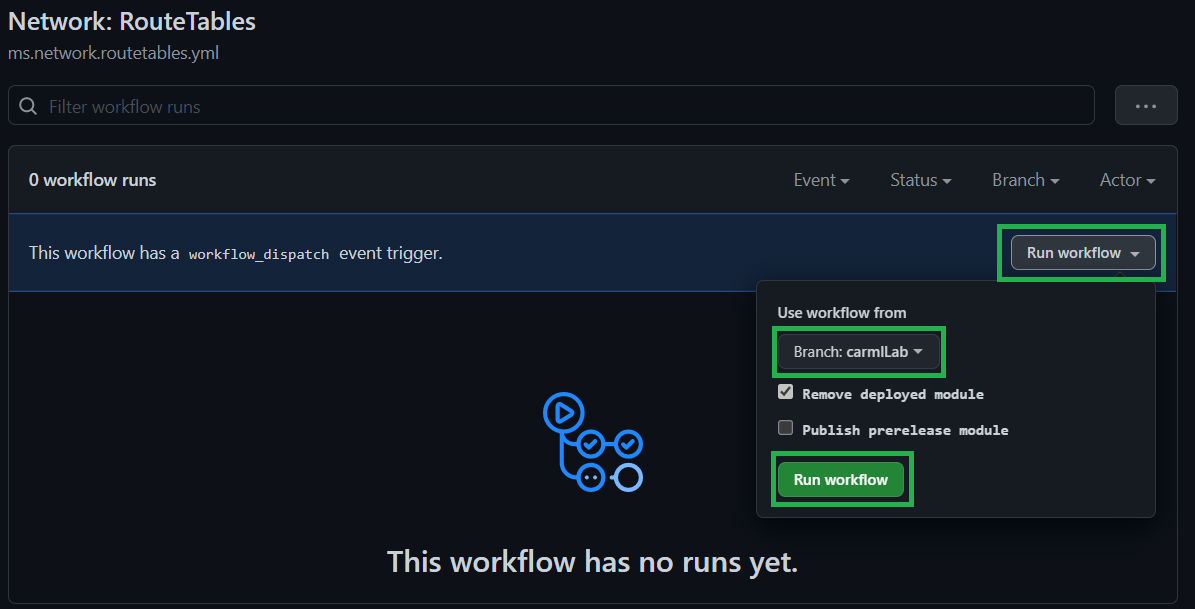 Network: RouteTables
ms.network.routetables.yml
Filter workflow runs
0 workflow runs
Event
Status
Branch
Actor
This workflow has a workflow_dispatch event trigger.
Run workflow
Use workflow from
Branch: carmlLab
Remove deployed module
Publish prerelease module
Run workflow
This workflow has no runs yet.